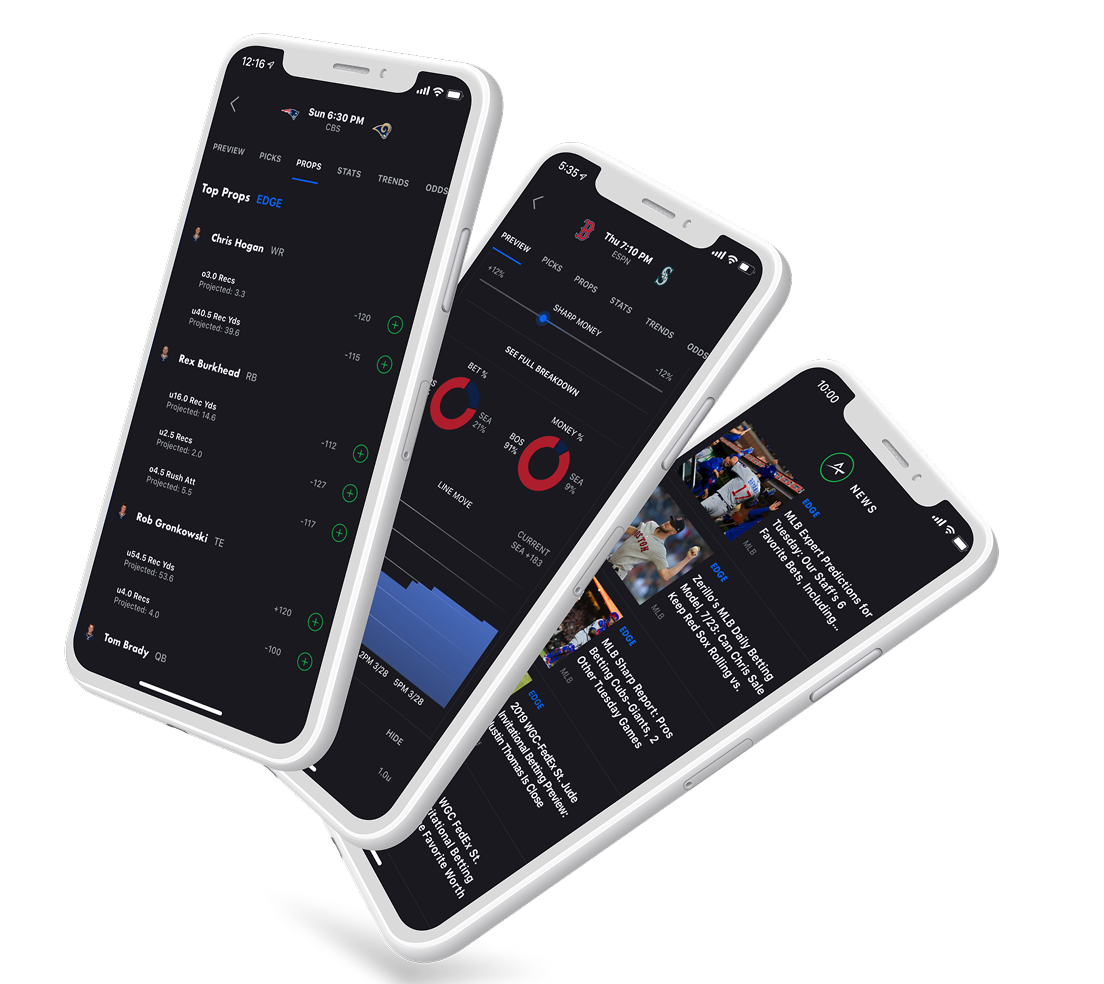 12:16
Sun 6:30 PM
CBS
PREVIEW PICKS PROPS STATS TRENDS ODDS
Top Props EDGE
Chris Hogan WR
o3.0 Recs
Projected: 3.3
-120
u40.5 Rec Yds
Projected: 39.6
-115
Rex Burkhead RB
u16.0 Rec Yds
Projected: 14.6
-112
u2.5 Recs
Projected: 2.0
-127
o4.5 Rush Att
Projected: 5.5
-117
Rob Gronkowski TE
u54.5 Rec Yds
Projected: 53.6
+120
u4.0 Recs
Projected: 4.0
-100
Tom Brady QB
5:35
B
Thu 7:10 PM
ESPN
S
PREVIEW PICKS PROPS STATS TRENDS ODDS
+12%
SHARP MONEY
-12%
SEE FULL BREAKDOWN
BET %
S
SEA
21%
MONEY %
BOS
91%
SEA
9%
LINE MOVE
CURRENT
SEA +183
2PM 3/28 5PM 3/28
HIDE
1.0u
10:00
NEWS
17
EDGE
MLB Expert Predictions for
Tuesday: Our Staff's 6
Favorite Bets, Including...
MLB
EDGE
Zerillo's MLB Daily Betting
Model, 7/23: Can Chris Sale
Keep Red Sox Rolling vs.
MLB
EDGE
MLB Sharp Report: Pros
Betting Cubs-Giants, 2
Other Tuesday Games
MLB
EDGE
2019 WGC-FedEx St. Jude
Invitational Betting Preview:
Justin Thomas Is Close
WGC FedEx St.
vitational Betting
e Favorite Worth